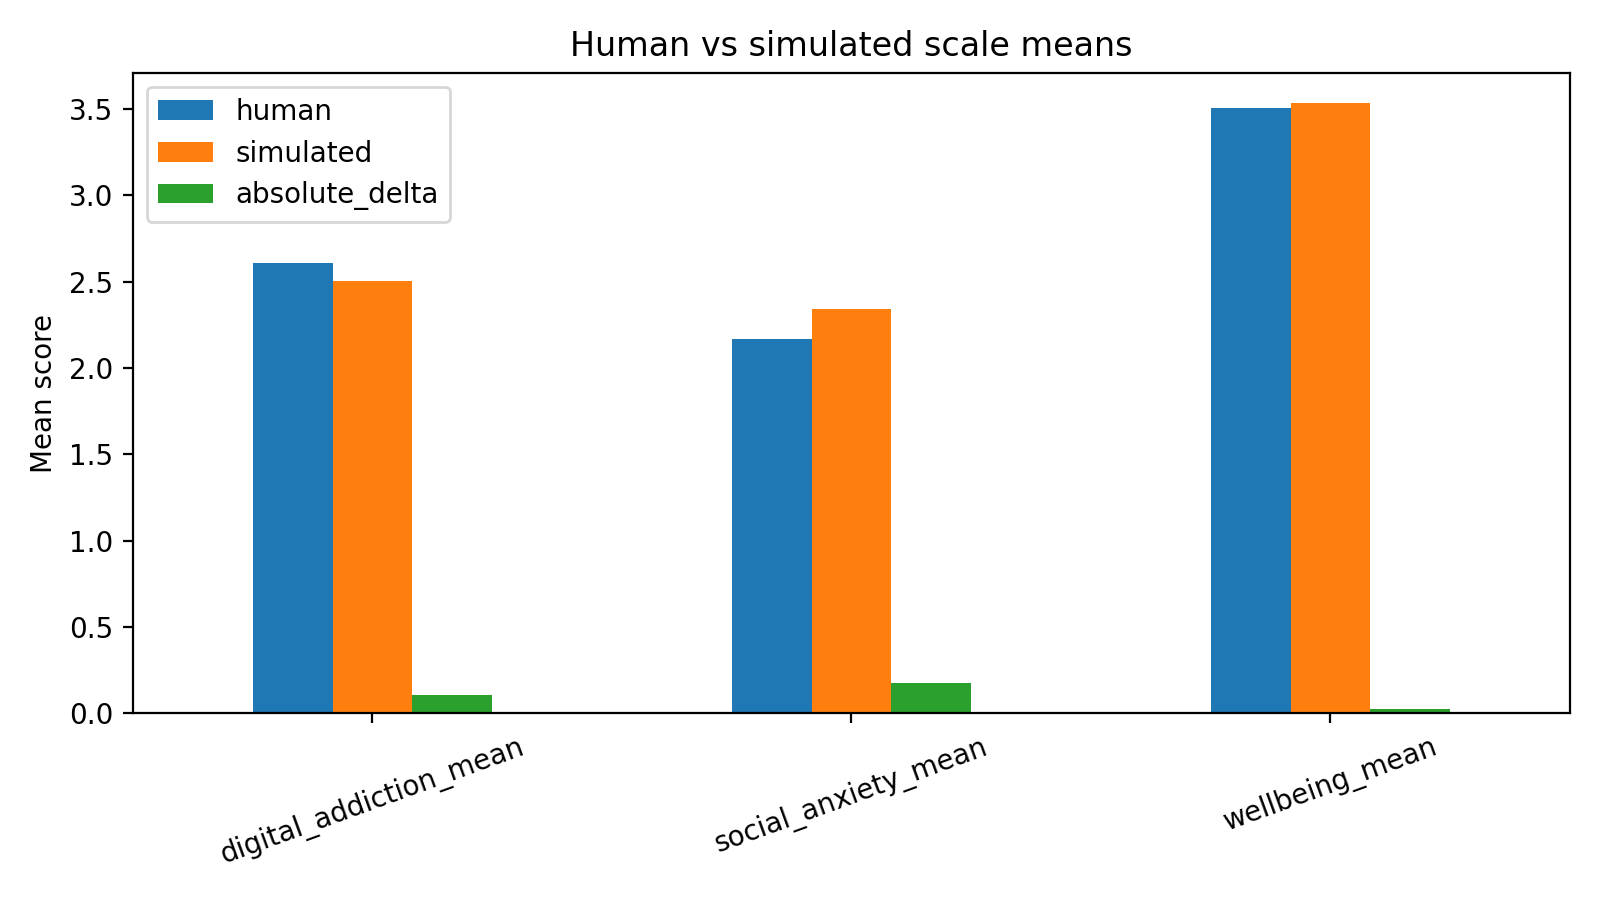 Human vs simulated scale means
human
simulated
absolute_delta
Mean score
3.5
3.0
2.5
2.0
1.5
1.0
0.5
0.0
digital_addiction_mean
social_anxiety_mean
wellbeing_mean